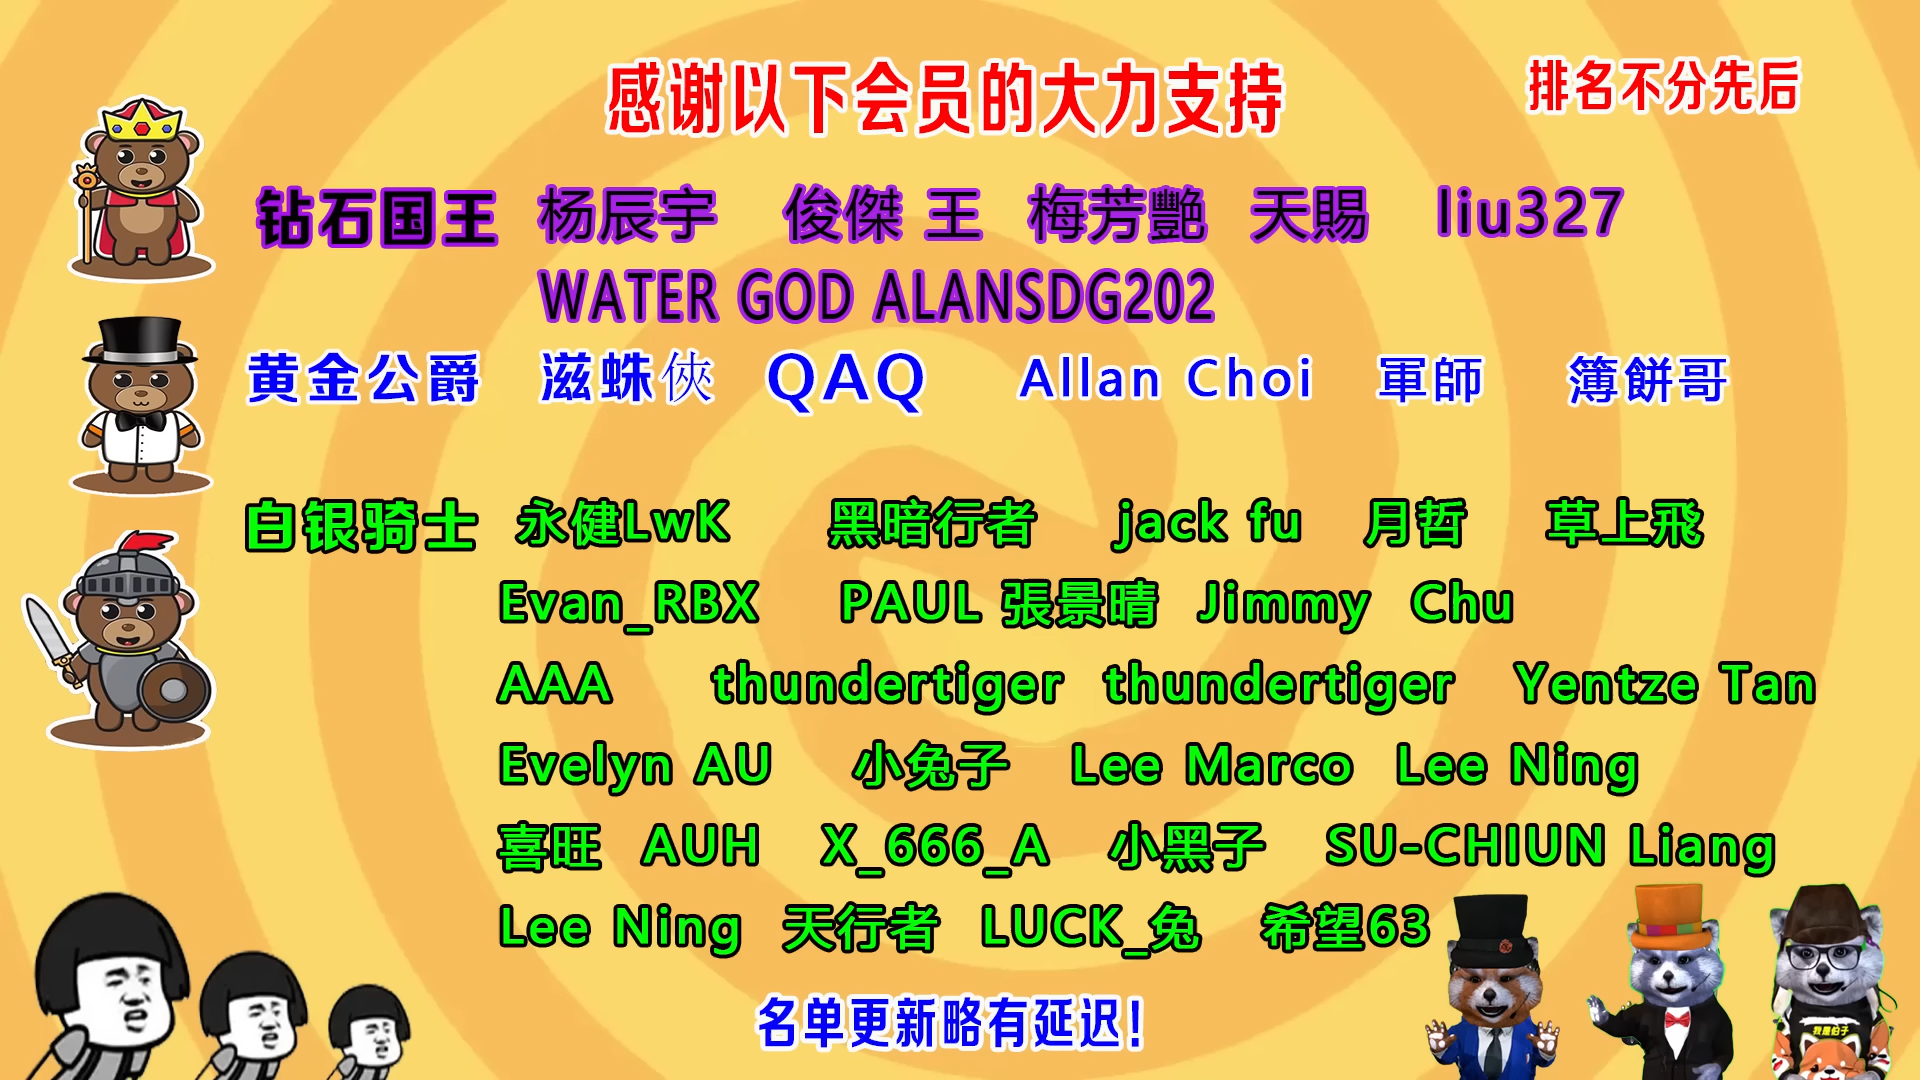 感谢以下会员的大力支持
排名不分先后
钻石国王 杨辰宇 俊傑 王 梅芳艷 天賜 liu327
WATER GOD ALANSDG202
黄金公爵 滋蛛俠 QAQ Allan Choi 軍師 簿餅哥
白银骑士 永健LwK 黑暗行者 jack fu 月哲 草上飛
Evan_RBX PAUL 張景晴 Jimmy Chu
AAA thundertiger thundertiger Yentze Tan
Evelyn AU 小兔子 Lee Marco Lee Ning
喜旺 AUH X_666_A 小黑子 SU-CHIUN Liang
Lee Ning 天行者 LUCK_兔 希望63
名单更新略有延迟！